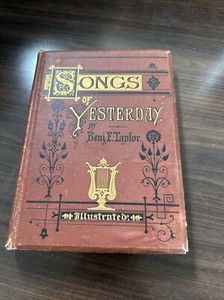 SONGS
of
YESTERDAY.
By
Benj. F. Taylor.
Illustrated.